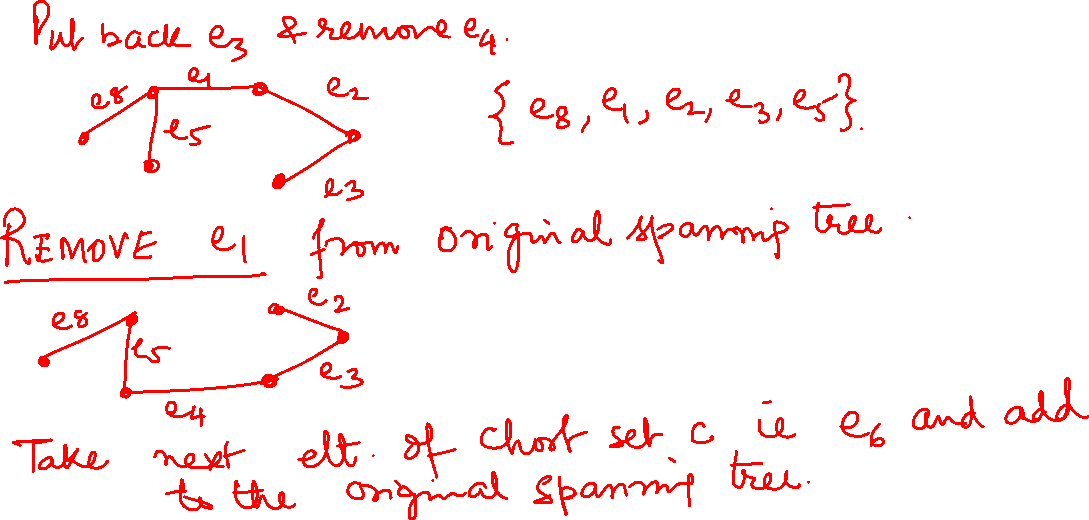 Put back e3 & remove e4.
e8 e1 e2
e5
e3
{e8, e1, e2, e3, e5}.
REMOVE e1 from original spanning tree.
e8 e2
e5 e3
e4
Take next elt. of chort set c ie e6 and add
to the original spanning tree.